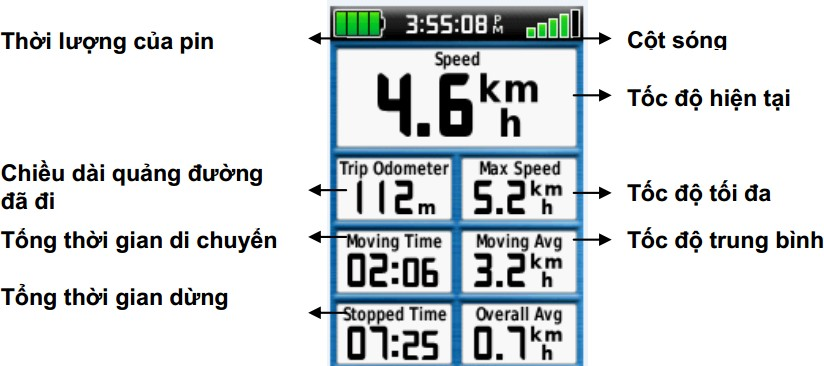 3:55:08 PM
Thời lượng của pin
Cột sóng
Speed
4.6 km h
Tốc độ hiện tại
Chiều dài quảng đường
đã đi
Trip Odometer
112 m
Max Speed
5.2 km h
Tốc độ tối đa
Tổng thời gian di chuyển
Moving Time
02:06
Moving Avg
3.2 km h
Tốc độ trung bình
Tổng thời gian dừng
Stopped Time
07:25
Overall Avg
0.7 km h